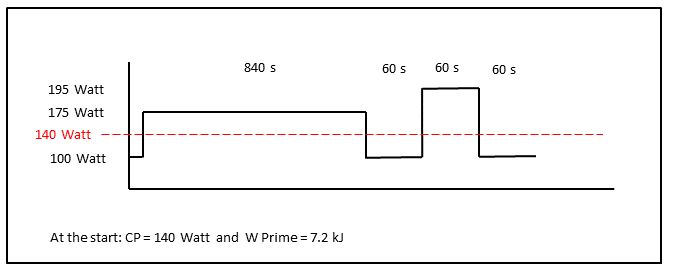 840 s
60 s
60 s
60 s
195 Watt
175 Watt
140 Watt
100 Watt
At the start: CP = 140 Watt and W Prime = 7.2 kJ